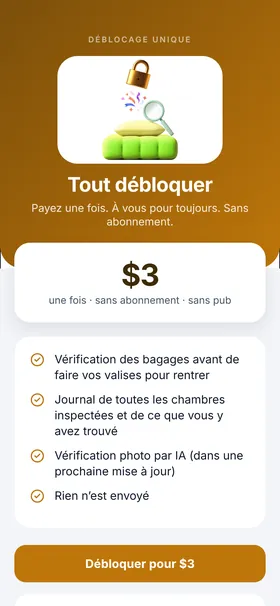 DÉBLOCAGE UNIQUE
Tout débloquer
Payez une fois. À vous pour toujours. Sans
abonnement.
$3
une fois · sans abonnement · sans pub
Vérification des bagages avant de
faire vos valises pour rentrer
Journal de toutes les chambres
inspectées et de ce que vous y
avez trouvé
Vérification photo par IA (dans une
prochaine mise à jour)
Rien n’est envoyé
Débloquer pour $3